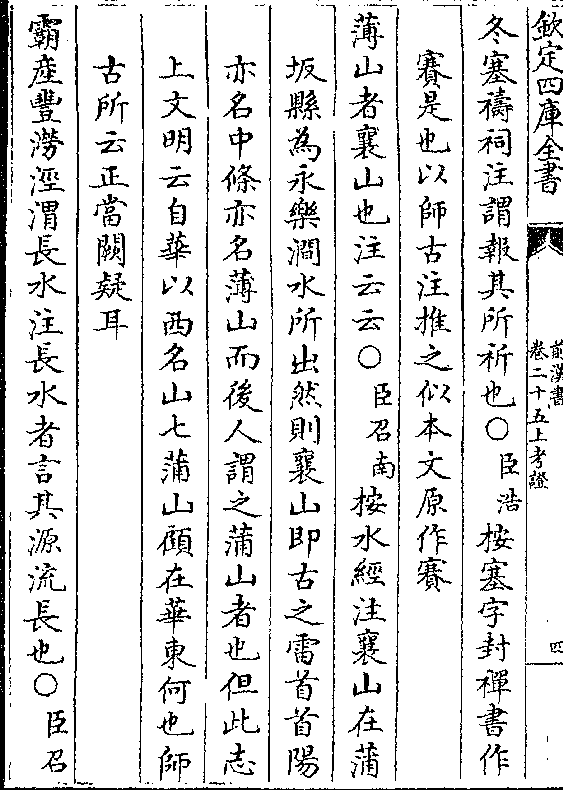 欽定四庫全書
前漢書
卷二十五上考證
四
冬塞禱祠注謂報其所祈也○臣浩按塞字封禪書作
賽是也以師古注推之似本文原作賽
薄山者襄山也注云云○臣召南按水經注襄山在蒲
坂縣為永樂澗水所出然則襄山即古之雷首首陽
亦名中條亦名薄山而後人謂之蒲山者也但此志
上文明云自華以西名山七蒲山顧在華東何也師
古所云正當闕疑耳
霸產豐澇涇渭長水注長水者言其源流長也○臣召